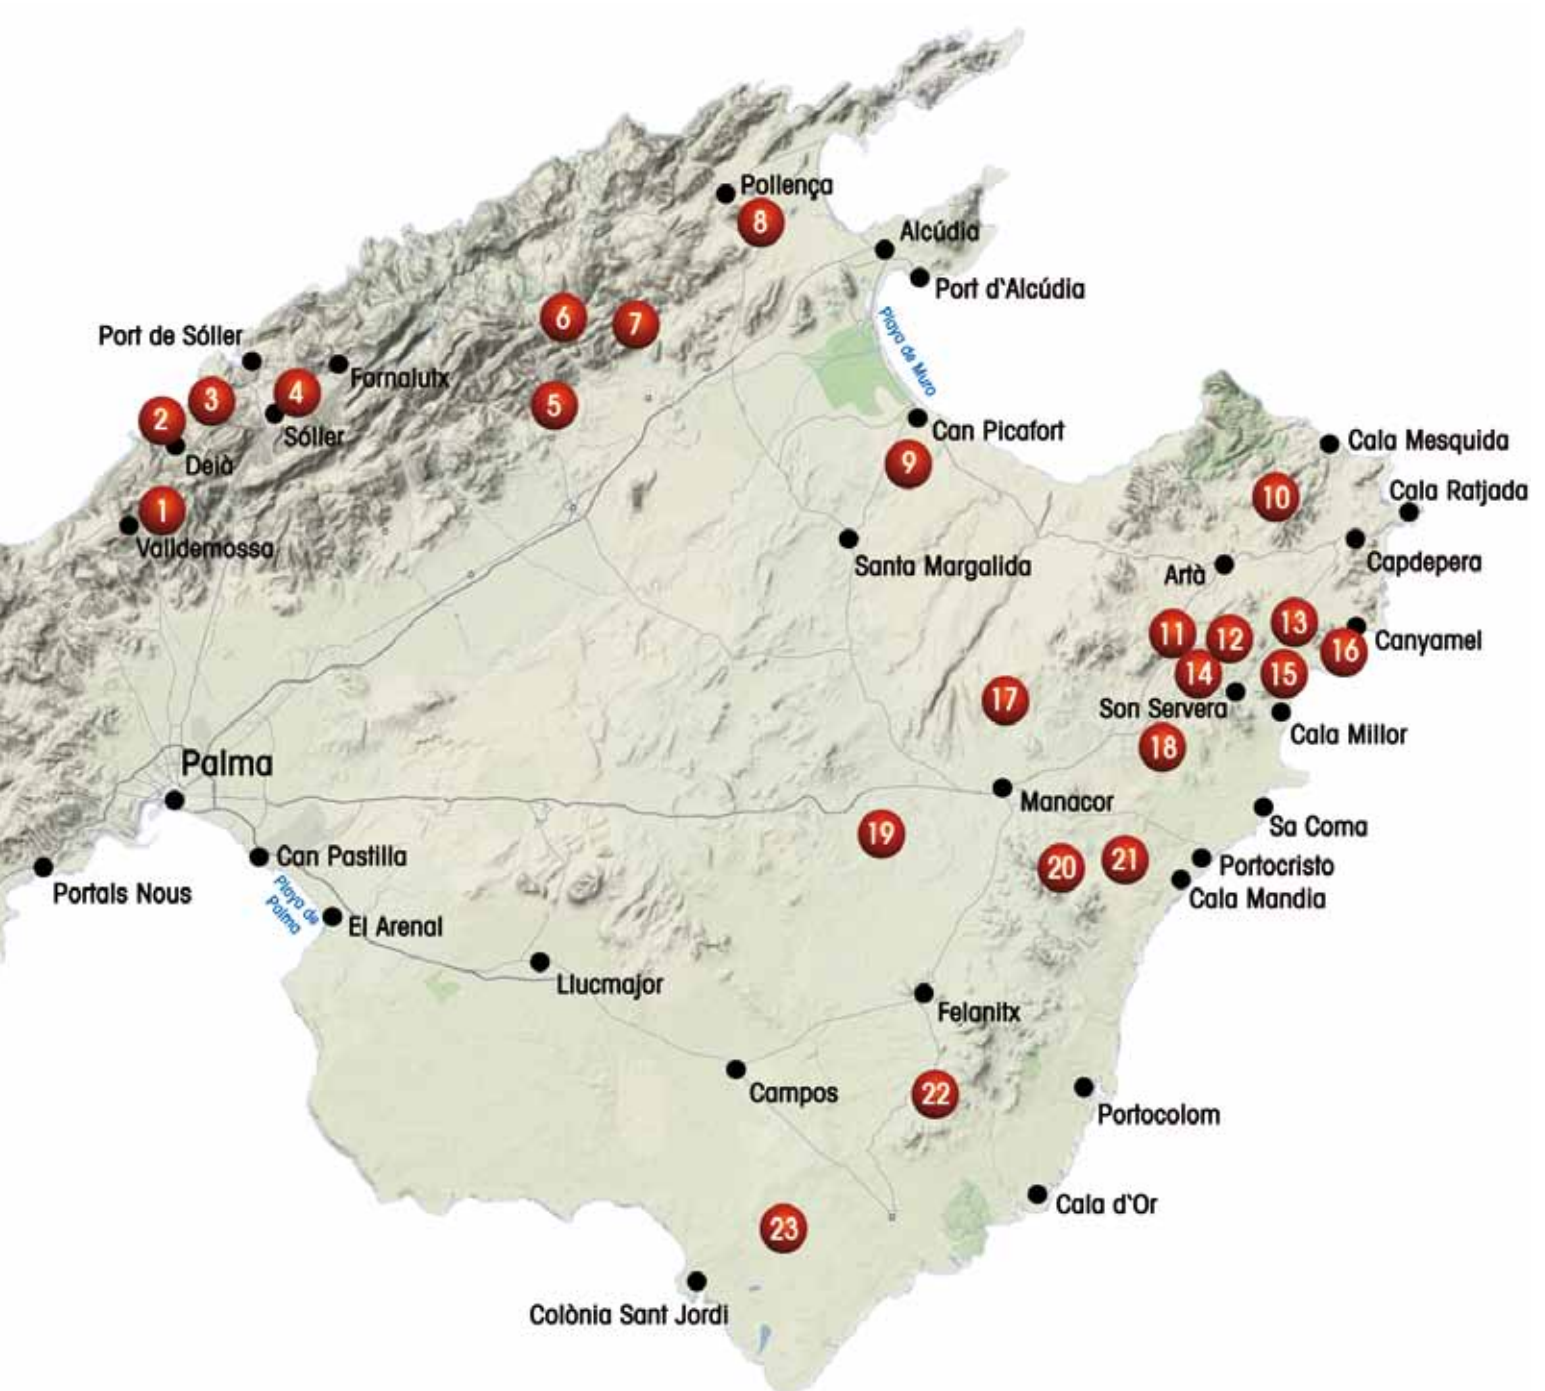 Pollença
8
Alcúdia
Port d'Alcúdia
6
7
Playa de Muro
Port de Sóller
Fornalutx
2
3
4
5
Sóller
Deià
Can Picafort
Cala Mesquida
9
10
Cala Ratjada
1
Valldemossa
Santa Margalida
Artà
Capdepera
11
12
13
16
Canyamel
14
15
17
Son Servera
Cala Millor
18
Palma
Manacor
19
Sa Coma
Can Pastilla
20
21
Portocristo
Portals Nous
Cala Mandia
Playa de
Palma
El Arenal
Llucmajor
Felanitx
Campos
22
Portocolom
Cala d'Or
23
Colònia Sant Jordi